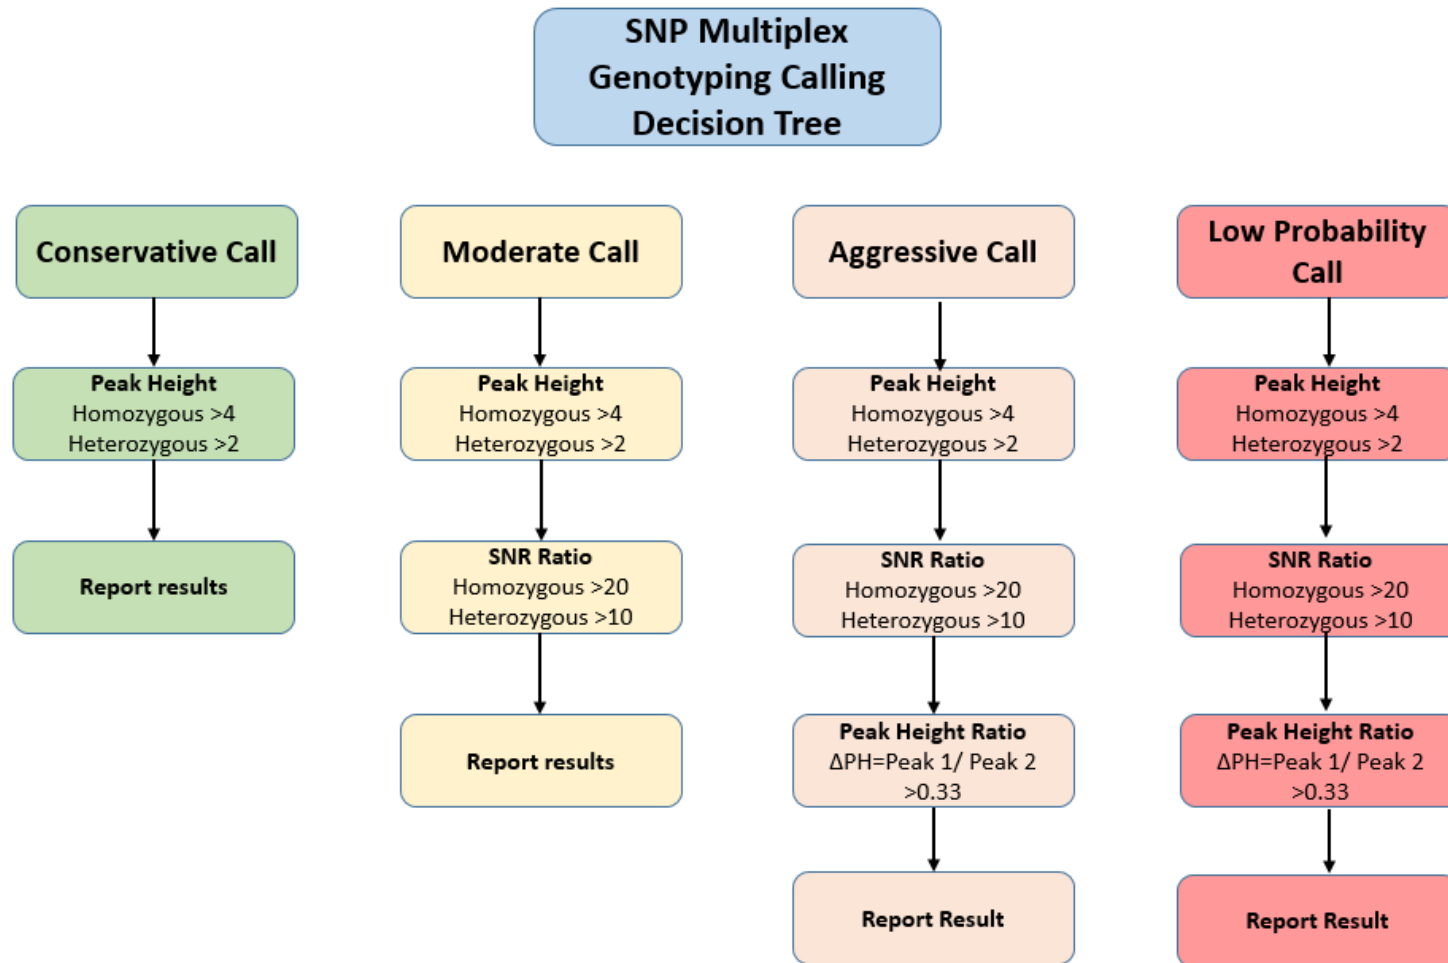 SNP Multiplex
Genotyping Calling
Decision Tree
Conservative Call
Peak Height
Homozygous >4
Heterozygous >2
Report results
Moderate Call
Peak Height
Homozygous >4
Heterozygous >2
SNR Ratio
Homozygous >20
Heterozygous >10
Report results
Aggressive Call
Peak Height
Homozygous >4
Heterozygous >2
SNR Ratio
Homozygous >20
Heterozygous >10
Peak Height Ratio
ΔPH=Peak 1/ Peak 2
>0.33
Report Result
Low Probability
Call
Peak Height
Homozygous >4
Heterozygous >2
SNR Ratio
Homozygous >20
Heterozygous >10
Peak Height Ratio
ΔPH=Peak 1/ Peak 2
>0.33
Report Result